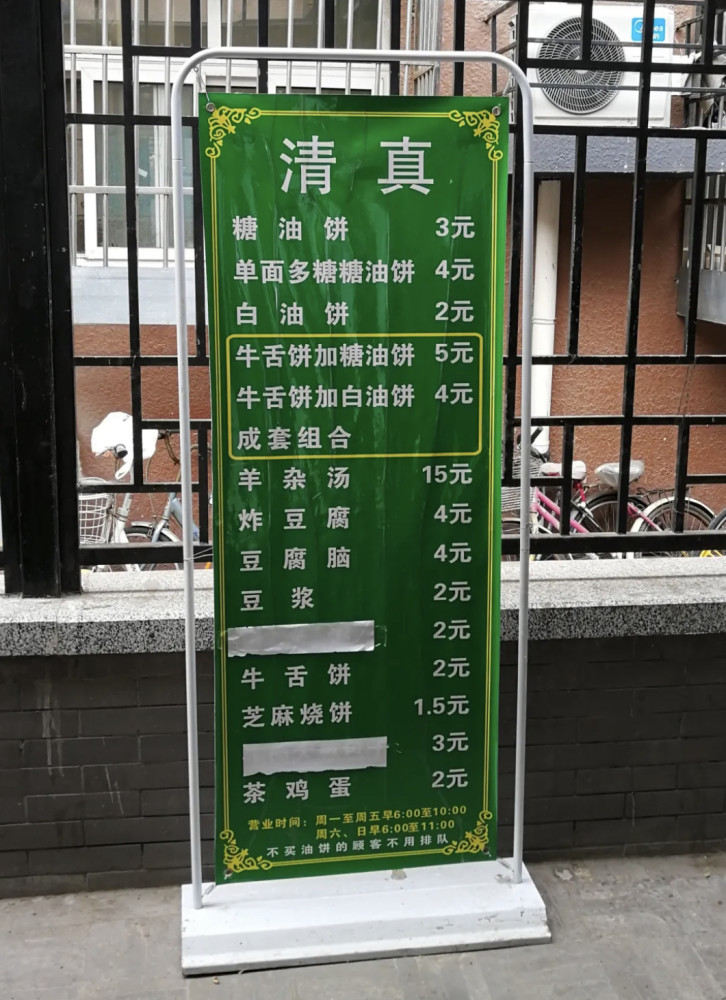 清真
糖油饼 3元
单面多糖糖油饼 4元
白油饼 2元
牛舌饼加糖油饼 5元
牛舌饼加白油饼 4元
成套组合
羊杂汤 15元
炸豆腐 4元
豆腐脑 4元
豆浆 2元
2元
牛舌饼 2元
芝麻烧饼 1.5元
3元
茶鸡蛋 2元
营业时间：周一至周五早6:00至10:00
周六、日早6:00至11:00
不买油饼的顾客不用排队